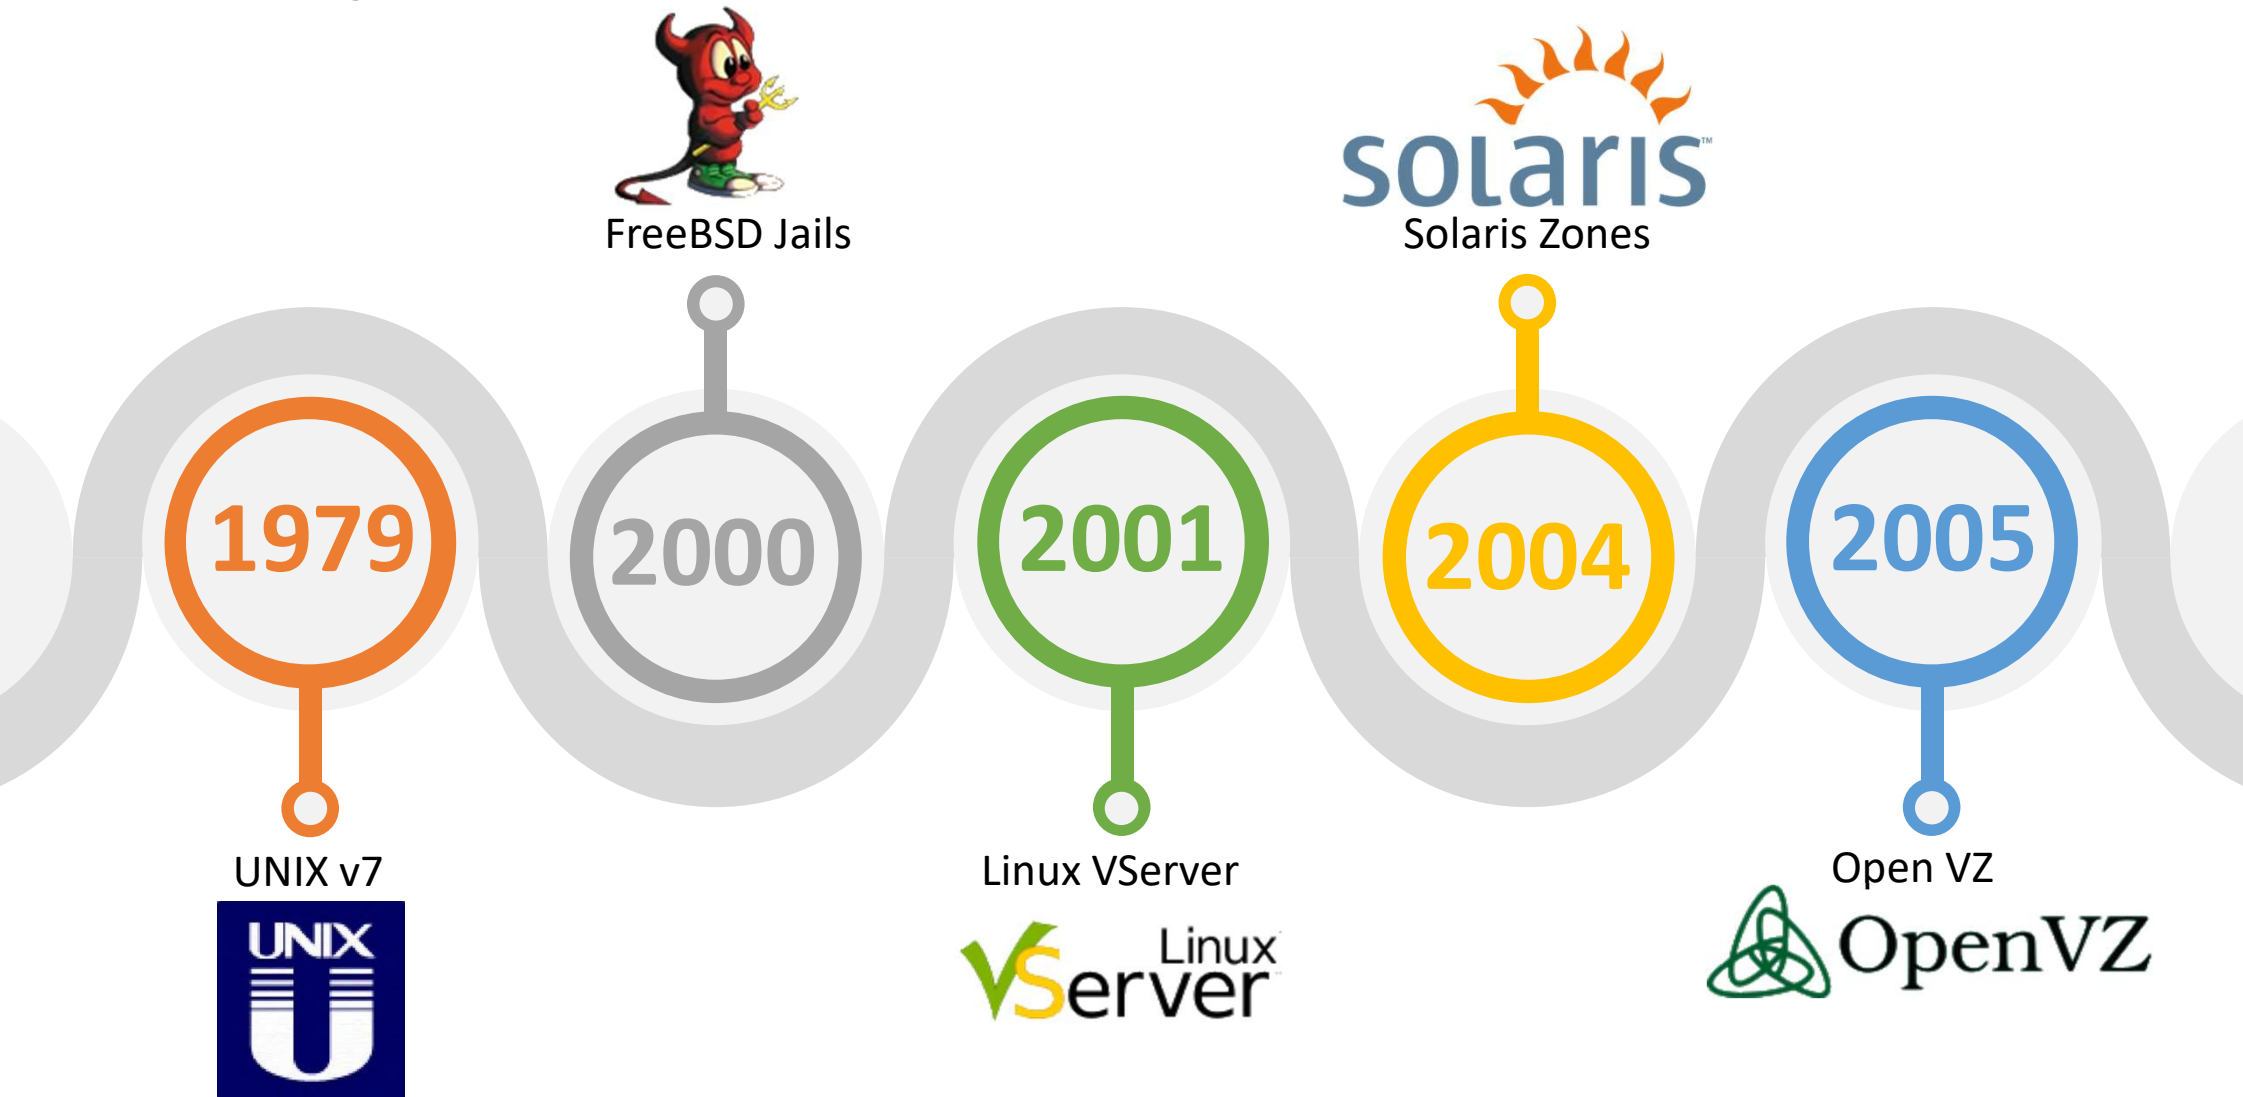 solaris™
FreeBSD Jails
Solaris Zones
1979
2000
2001
2004
2005
UNIX v7
Linux VServer
Open VZ
UNIX
U
Linux
VServer
OpenVZ